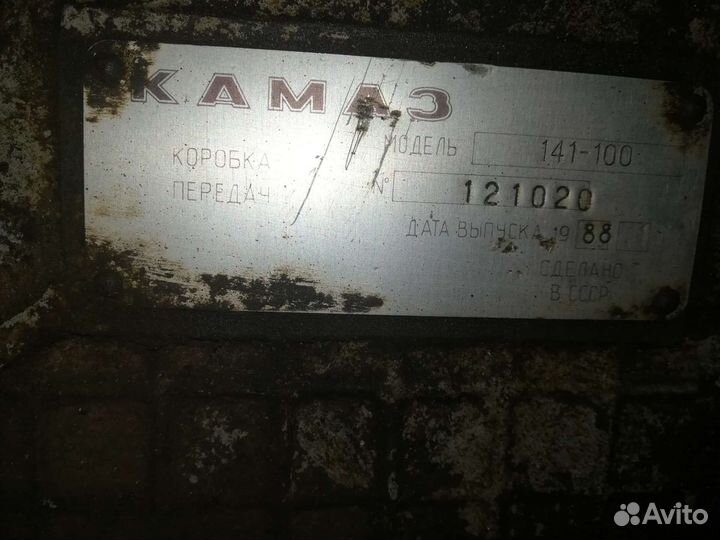 КАМАЗ
КОРОБКА
ПЕРЕДАЧ
МОДЕЛЬ 141-100
№ 121020
ДАТА ВЫПУСКА 19 88
СДЕЛАНО
В СССР
Avito